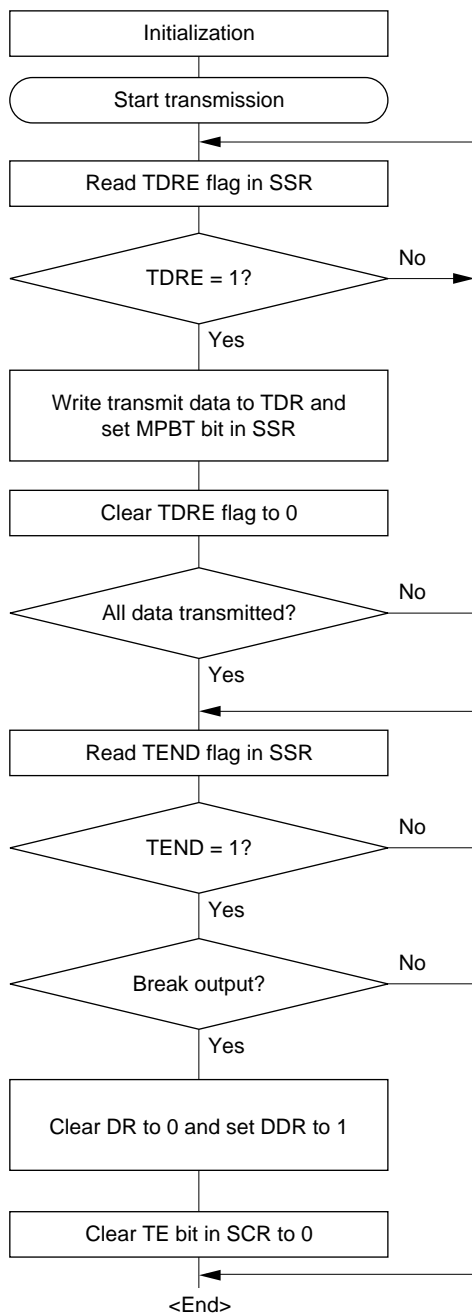 Initialization
Start transmission
Read TDRE flag in SSR
TDRE = 1?
No
Yes
Write transmit data to TDR and
set MPBT bit in SSR
Clear TDRE flag to 0
All data transmitted?
No
Yes
Read TEND flag in SSR
TEND = 1?
No
Yes
Break output?
No
Yes
Clear DR to 0 and set DDR to 1
Clear TE bit in SCR to 0
<End>